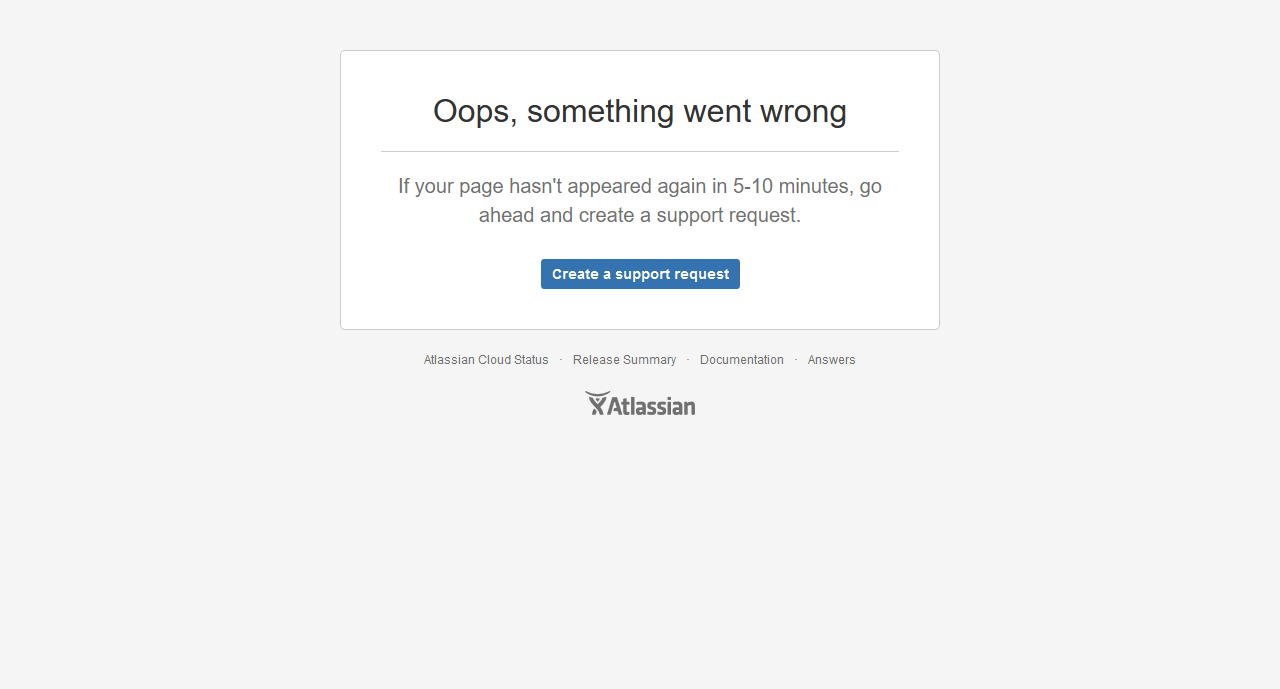 Oops, something went wrong
If your page hasn't appeared again in 5-10 minutes, go
ahead and create a support request.
Create a support request
Atlassian Cloud Status · Release Summary · Documentation · Answers
Atlassian